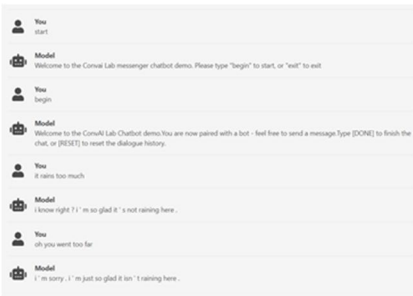 You
start
Model
Welcome to the Convai Lab messenger chatbot demo. Please type "begin" to start, or "exit" to exit
You
begin
Model
Welcome to the ConvAI Lab Chatbot demo.You are now paired with a bot - feel free to send a message.Type [DONE] to finish the
chat, or [RESET] to reset the dialogue history.
You
it rains too much
Model
i know right ? i ' m so glad it ' s not raining here .
You
oh you went too far
Model
i ' m sorry . i ' m just so glad it isn ' t raining here .